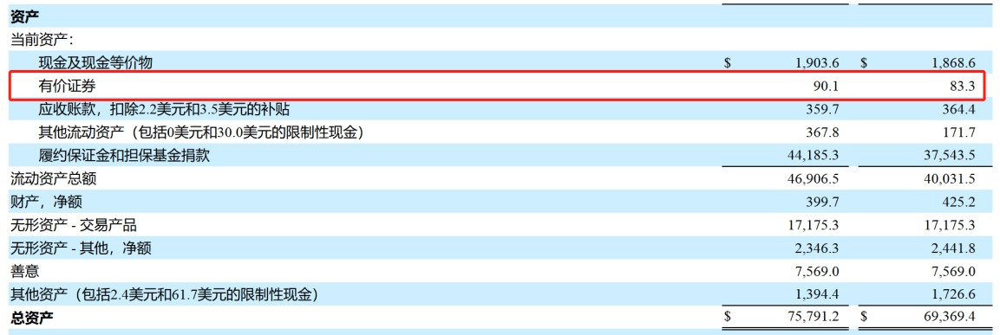 资产
当前资产：
现金及现金等价物 $ 1,903.6 $ 1,868.6
有价证券 90.1 83.3
应收账款，扣除2.2美元和3.5美元的补贴 359.7 364.4
其他流动资产（包括0美元和30.0美元的限制性现金） 367.8 171.7
履约保证金和担保基金捐款 44,185.3 37,543.5
流动资产总额 46,906.5 40,031.5
财产，净额 399.7 425.2
无形资产 - 交易产品 17,175.3 17,175.3
无形资产 - 其他，净额 2,346.3 2,441.8
善意 7,569.0 7,569.0
其他资产（包括2.4美元和61.7美元的限制性现金） 1,394.4 1,726.6
总资产 $ 75,791.2 $ 69,369.4